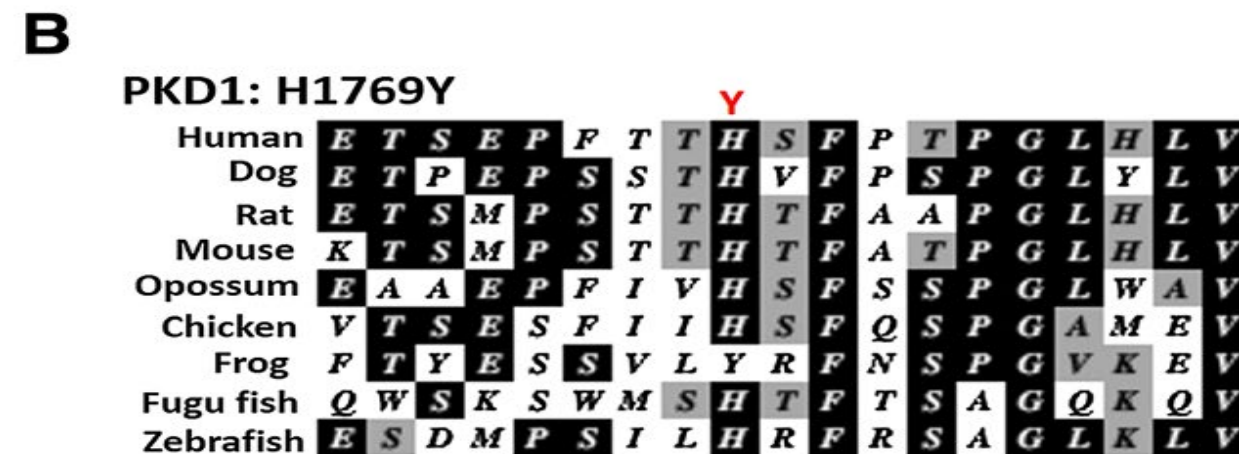 B
PKD1: H1769Y
Y
Human E T S E P F T T H S F P T P G L H L V
Dog E T P E P S S T H V F P S P G L Y L V
Rat E T S M P S T T H T F A A P G L H L V
Mouse K T S M P S T T H T F A T P G L H L V
Opossum E A A E P F I V H S F S S P G L W A V
Chicken V T S E S F I I H S F Q S P G A M E V
Frog F T Y E S S V L Y R F N S P G V K E V
Fugu fish Q W S K S W M S H T F T S A G Q K Q V
Zebrafish E S D M P S I L H R F R S A G L K L V